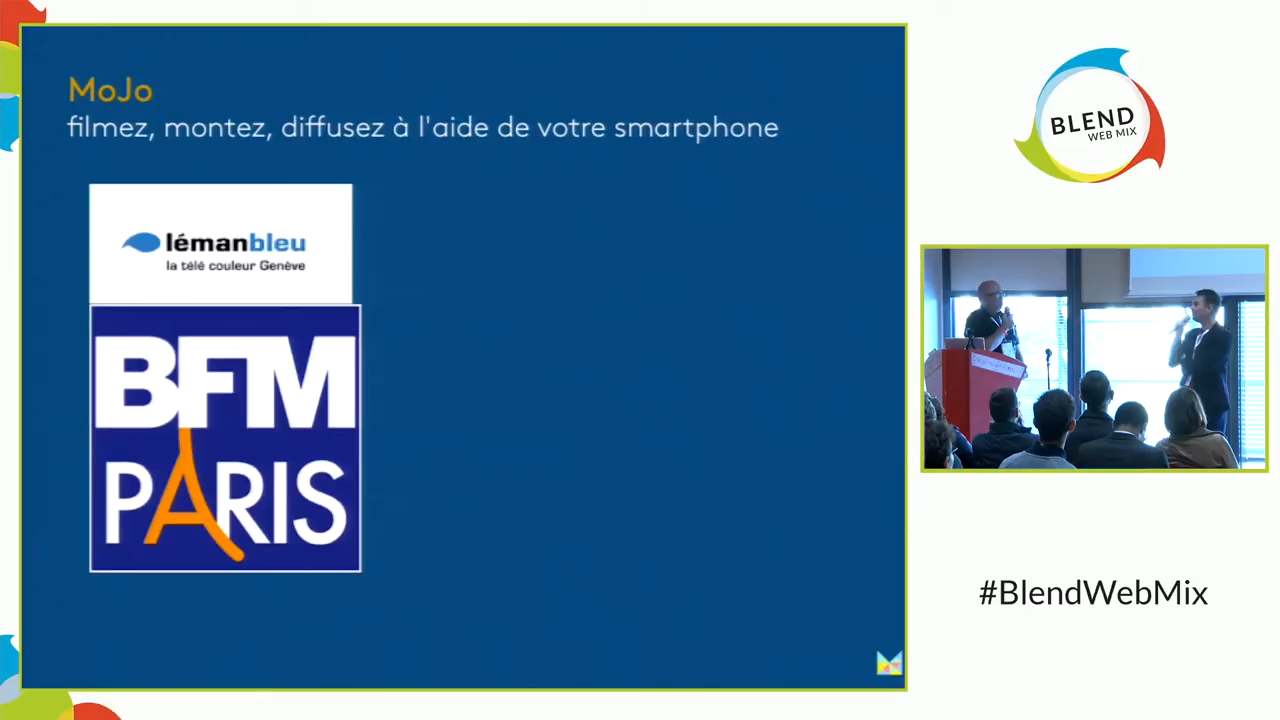 MoJo
filmez, montez, diffusez à l'aide de votre smartphone
lémanbleu
la télé couleur Genève
BFM
PARIS
BLEND
WEB MIX
#BlendWebMix